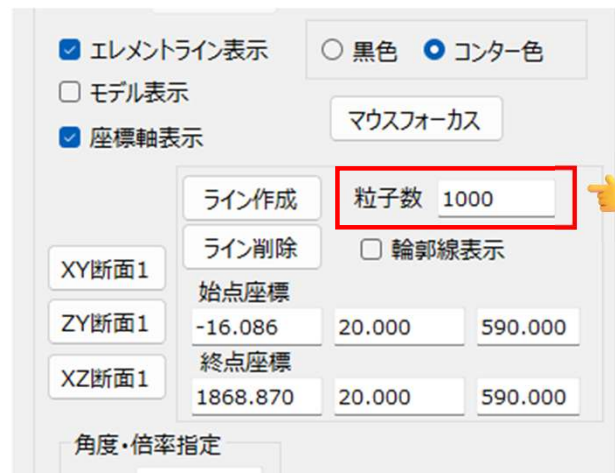 エレメントライン表示
黒色
コンター色
モデル表示
マウスフォーカス
座標軸表示
ライン作成
粒子数 1000
ライン削除
輪郭線表示
XY断面1
始点座標
ZY断面1
-16.086 20.000 590.000
終点座標
XZ断面1
1868.870 20.000 590.000
角度・倍率指定